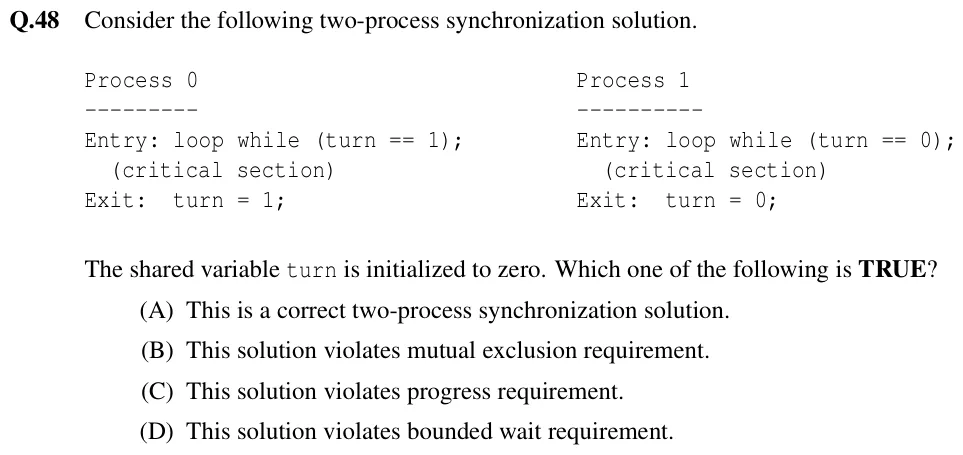 Q.48 Consider the following two-process synchronization solution.
Process 0 Process 1
--------- ----------
Entry: loop while (turn == 1); Entry: loop while (turn == 0);
(critical section) (critical section)
Exit: turn = 1; Exit: turn = 0;
The shared variable turn is initialized to zero. Which one of the following is TRUE?
(A) This is a correct two-process synchronization solution.
(B) This solution violates mutual exclusion requirement.
(C) This solution violates progress requirement.
(D) This solution violates bounded wait requirement.